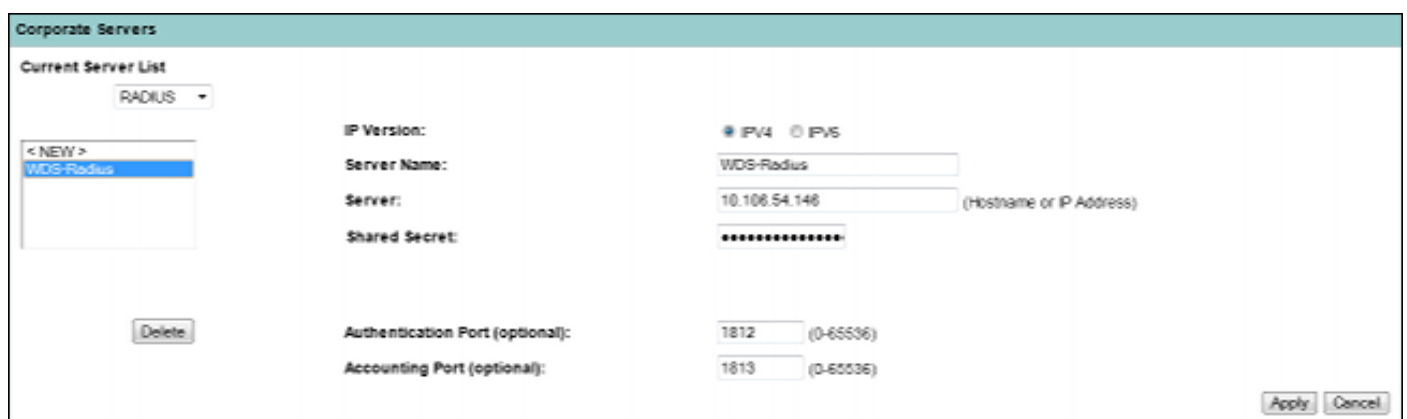 Corporate Servers
Current Server List
RADIUS
< NEW >
WDS-Radius
Delete
IP Version: IPV4 IPV6
Server Name: WDS-Radius
Server: 10.106.54.146 (Hostname or IP Address)
Shared Secret: ••••••••••••••
Authentication Port (optional): 1812 (0-65536)
Accounting Port (optional): 1813 (0-65536)
Apply Cancel